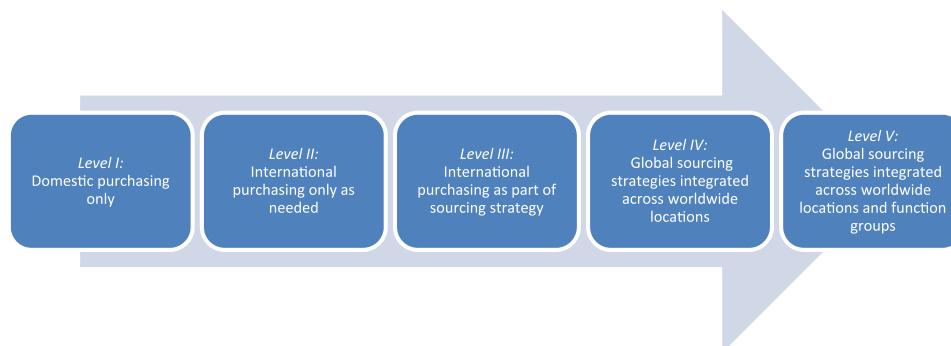 Level I:
Domestic purchasing
only
Level II:
International
purchasing only as
needed
Level III:
International
purchasing as part of
sourcing strategy
Level IV:
Global sourcing
strategies integrated
across worldwide
locations
Level V:
Global sourcing
strategies integrated
across worldwide
locations and function
groups